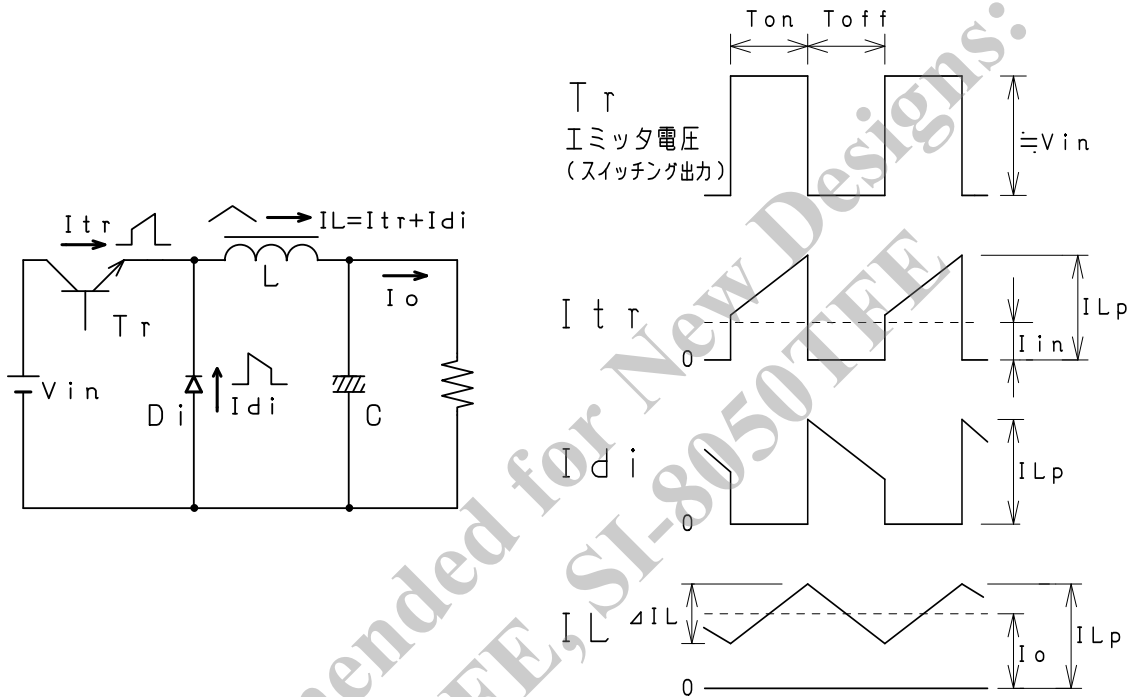 Ton Toff
Tr
エミッタ電圧
(スイッチング出力)
≒Vin
Itr
IL=Itr+Idi
L
Io
Tr
Vin
Di
Idi
C
Itr
0
ILp
Iin
Idi
0
ILp
IL
⊿IL
0
Io
ILp
ended for New Designs:
FE, SI-8050TFE